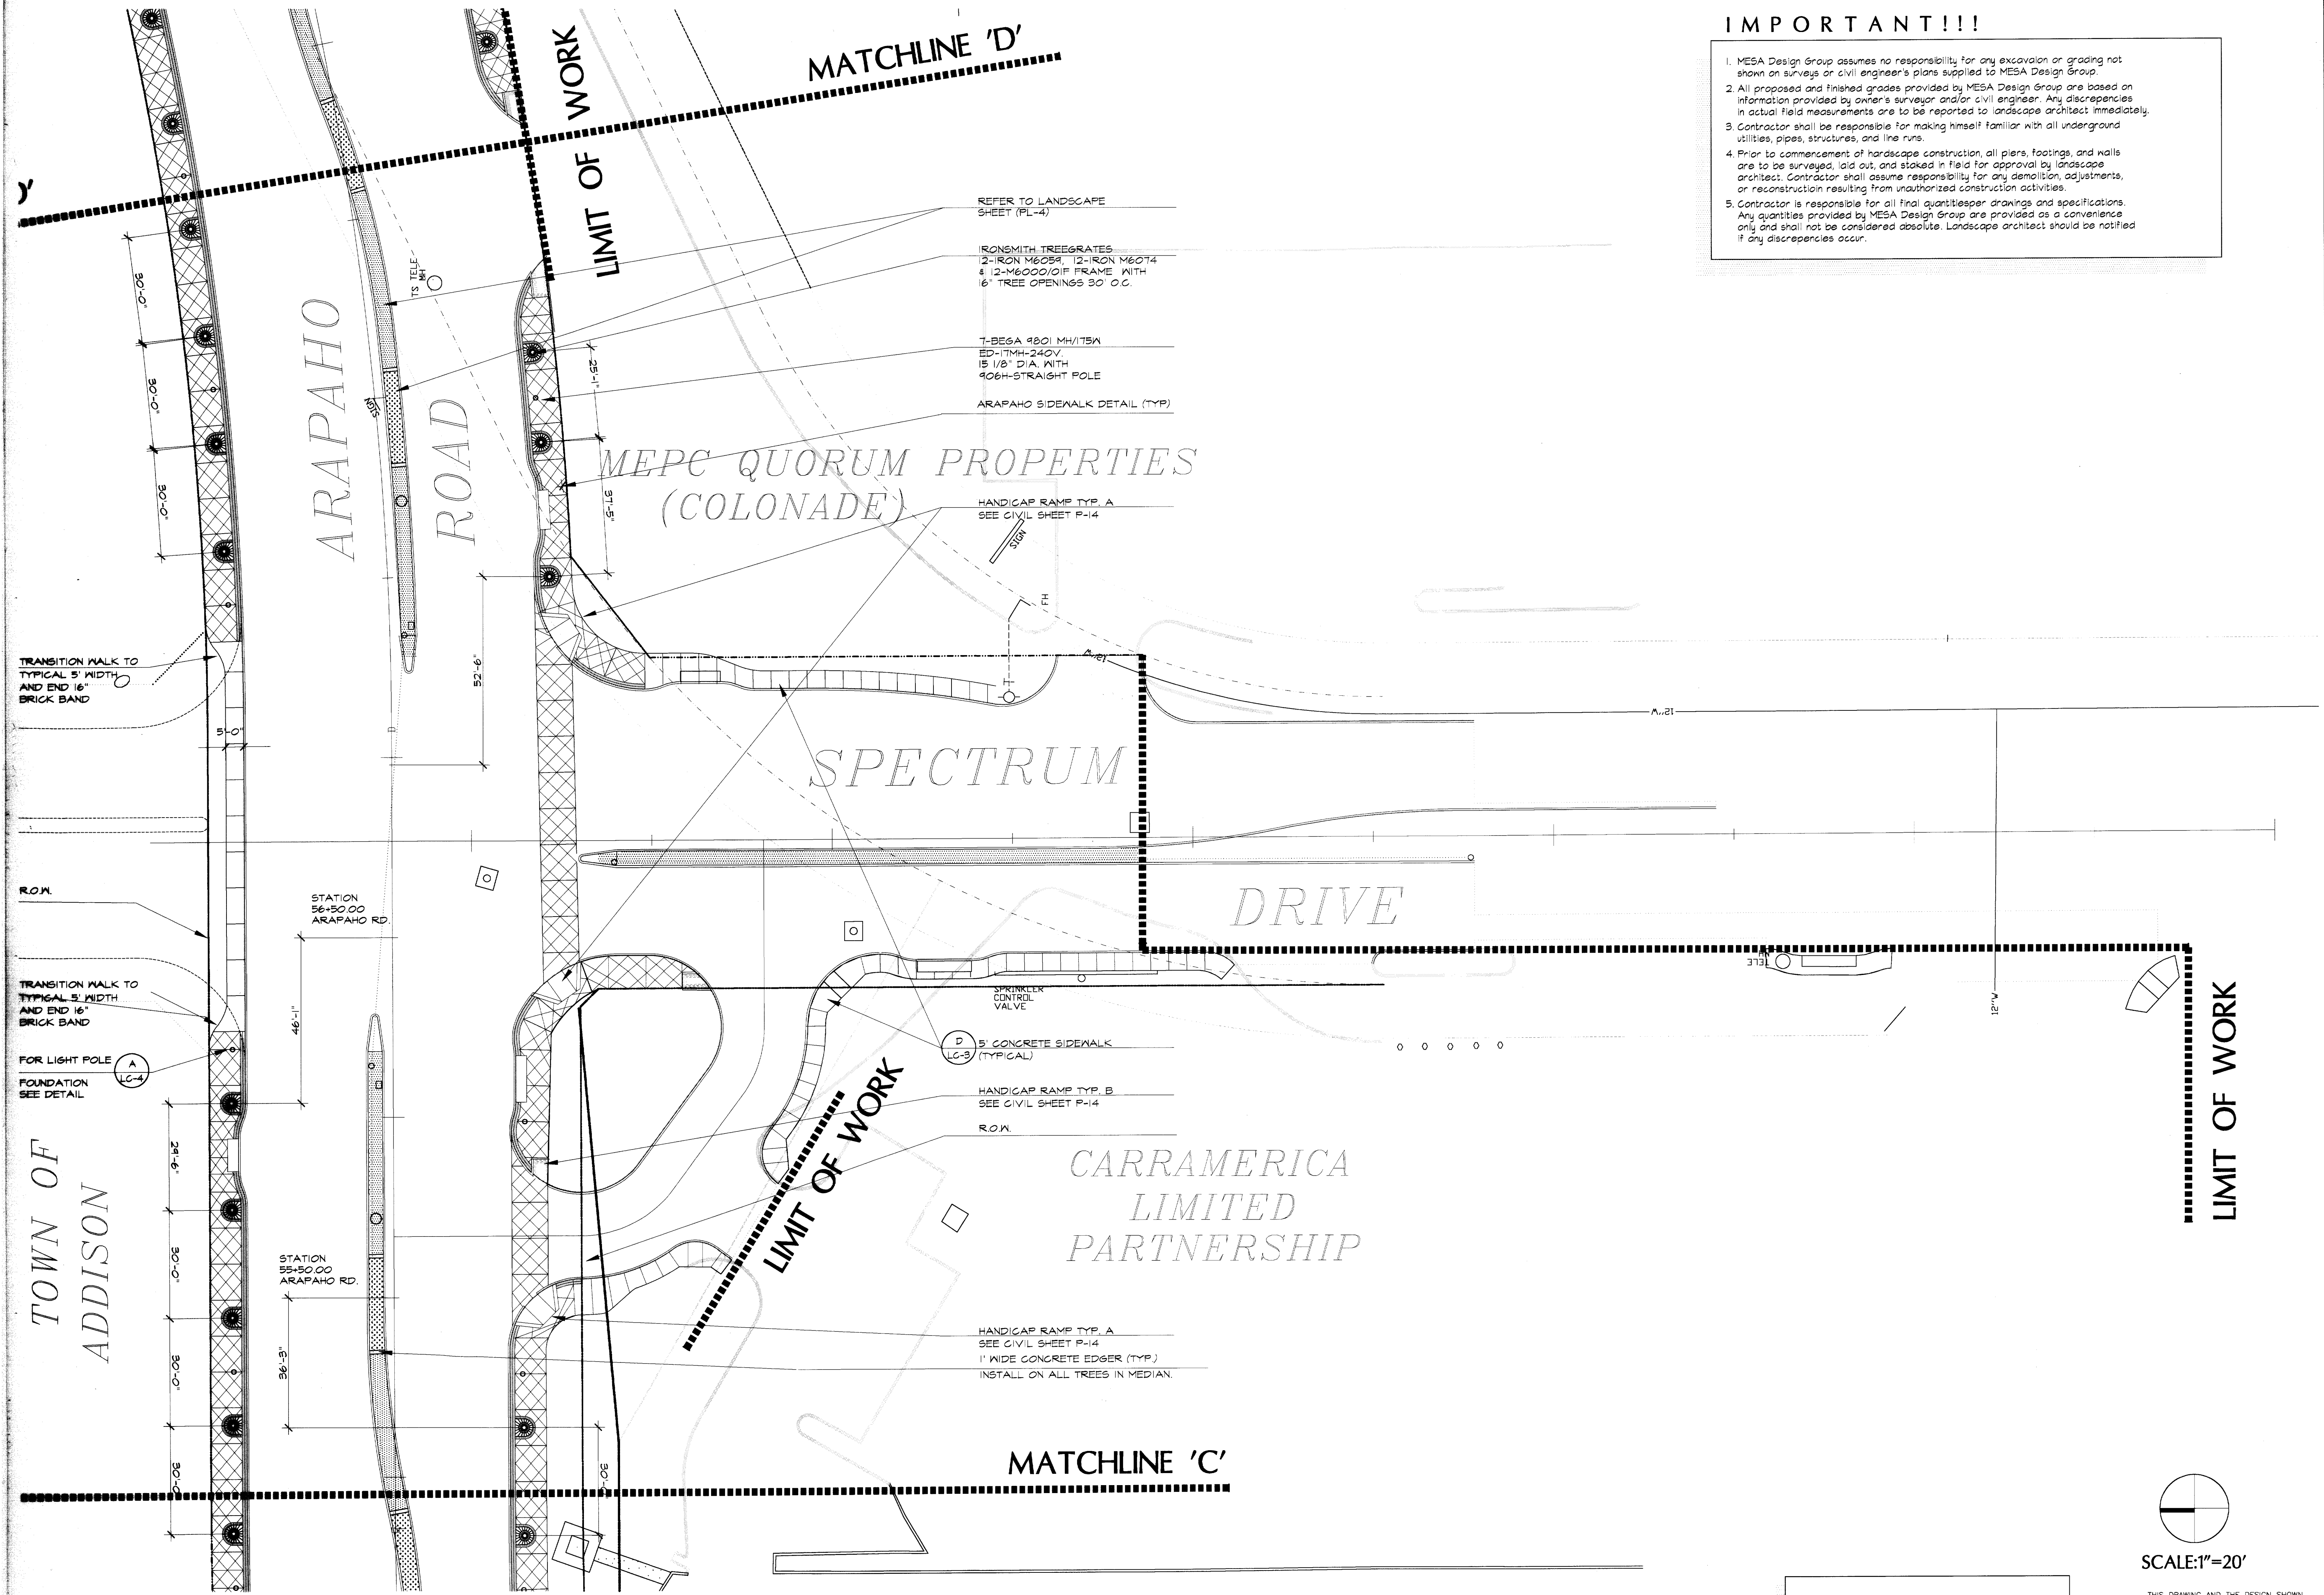 IMPORTANT!!!
1. MESA Design Group assumes no responsibility for any excavaion or grading not
shown on surveys or civil engineer's plans supplied to MESA Design Group.
2. All proposed and finished grades provided by MESA Design Group are based on
information provided by owner's surveyor and/or civil engineer. Any discrepencies
in actual field measurements are to be reported to landscape architect immediately.
3. Contractor shall be responsible for making himself familiar with all underground
utilities, pipes, structures, and line runs.
4. Prior to commencement of hardscape construction, all piers, footings, and walls
are to be surveyed, laid out, and staked in field for approval by landscape
architect. Contractor shall assume responsibility for any demolition, adjustments,
or reconstructioin resulting from unauthorized construction activities.
5. Contractor is responsible for all final quantitiesper drawings and specifications.
Any quantities provided by MESA Design Group are provided as a convenience
only and shall not be considered absolute. Landscape architect should be notified
if any discrepencies occur.
MATCHLINE 'D'
LIMIT OF WORK
REFER TO LANDSCAPE
SHEET (PL-4)
IRONSMITH TREEGRATES
12-IRON M6059, 12-IRON M6074
& 12-M6000/01F FRAME WITH
16" TREE OPENINGS 30' O.C.
7-BEGA 9801 MH/175W
ED-17MH-240V.
15 1/8" DIA. WITH
906H-STRAIGHT POLE
ARAPAHO SIDEWALK DETAIL (TYP)
HANDICAP RAMP TYP. A
SEE CIVIL SHEET P-14
TS TELE
MH
SIGN
ARAPAHO
ROAD
MEPC QUORUM PROPERTIES
(COLONADE)
SIGN
FH
30'-0"
30'-0"
30'-0"
25'-1"
37'-5"
52'-6"
TRANSITION WALK TO
TYPICAL 5' WIDTH
AND END 16"
BRICK BAND
5'-0"
12"W
12"W
SPECTRUM
DRIVE
R.O.W.
STATION
56+50.00
ARAPAHO RD.
TRANSITION WALK TO
TYPICAL 5' WIDTH
AND END 16"
BRICK BAND
46'-1"
FOR LIGHT POLE
FOUNDATION
SEE DETAIL
A
LC-4
SPRINKLER
CONTROL
VALVE
TELE
MH
12"W
D
LC-3
5' CONCRETE SIDEWALK
(TYPICAL)
HANDICAP RAMP TYP. B
SEE CIVIL SHEET P-14
R.O.W.
LIMIT OF WORK
LIMIT OF WORK
CARRAMERICA
LIMITED
PARTNERSHIP
TOWN OF
ADDISON
29'-6"
30'-0"
30'-0"
30'-0"
STATION
55+50.00
ARAPAHO RD.
36'-3"
30'-0"
HANDICAP RAMP TYP. A
SEE CIVIL SHEET P-14
1' WIDE CONCRETE EDGER (TYP.)
INSTALL ON ALL TREES IN MEDIAN.
MATCHLINE 'C'
SCALE:1"=20'
THIS DRAWING AND THE DESIGN SHOWN